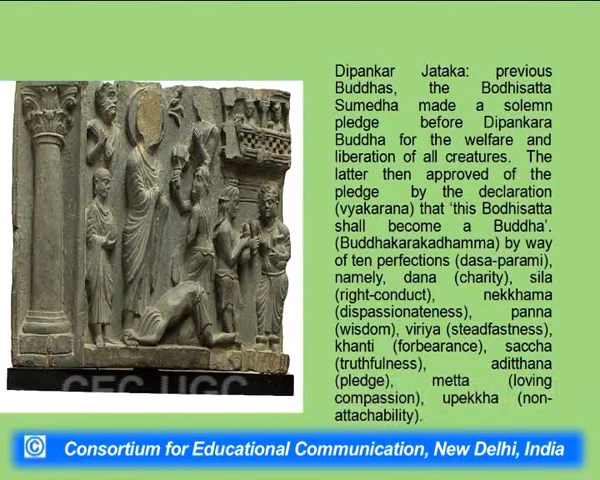 Dipankar Jataka: previous
Buddhas, the Bodhisatta
Sumedha made a solemn
pledge before Dipankara
Buddha for the welfare and
liberation of all creatures. The
latter then approved of the
pledge by the declaration
(vyakarana) that ‘this Bodhisatta
shall become a Buddha’.
(Buddhakarakadhamma) by way
of ten perfections (dasa-parami),
namely, dana (charity), sila
(right-conduct), nekkhama
(dispassionateness), panna
(wisdom), viriya (steadfastness),
khanti (forbearance), saccha
(truthfulness), aditthana
(pledge), metta (loving
compassion), upekkha (non-
attachability).
CEC UGC
© Consortium for Educational Communication, New Delhi, India